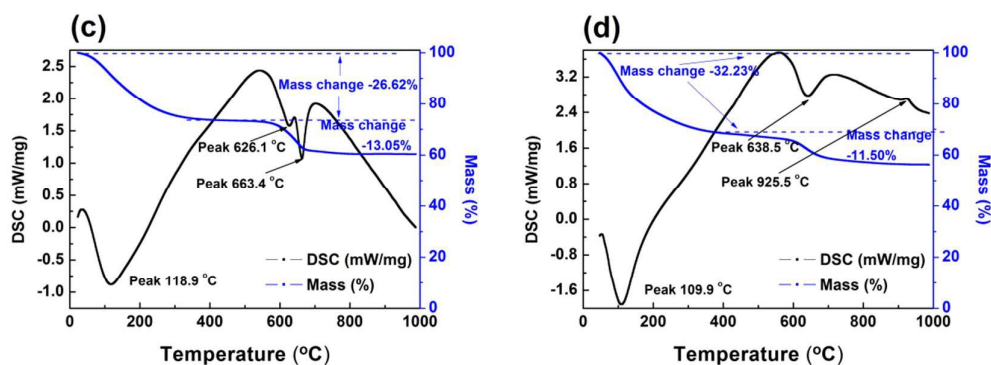 (c)
DSC (mW/mg)
2.5
2.0
1.5
1.0
0.5
0.0
-0.5
-1.0
Mass change -26.62%
Mass change
-13.05%
Peak 626.1 °C
Peak 663.4 °C
Peak 118.9 °C
DSC (mW/mg)
Mass (%)
100
80
60
40
20
0
Mass (%)
0 200 400 600 800 1000
Temperature (°C)
(d)
DSC (mW/mg)
3.2
2.4
1.6
0.8
0.0
-0.8
-1.6
Mass change -32.23%
Mass change
-11.50%
Peak 638.5 °C
Peak 925.5 °C
Peak 109.9 °C
DSC (mW/mg)
Mass (%)
100
80
60
40
20
0
Mass (%)
0 200 400 600 800 1000
Temperature (°C)